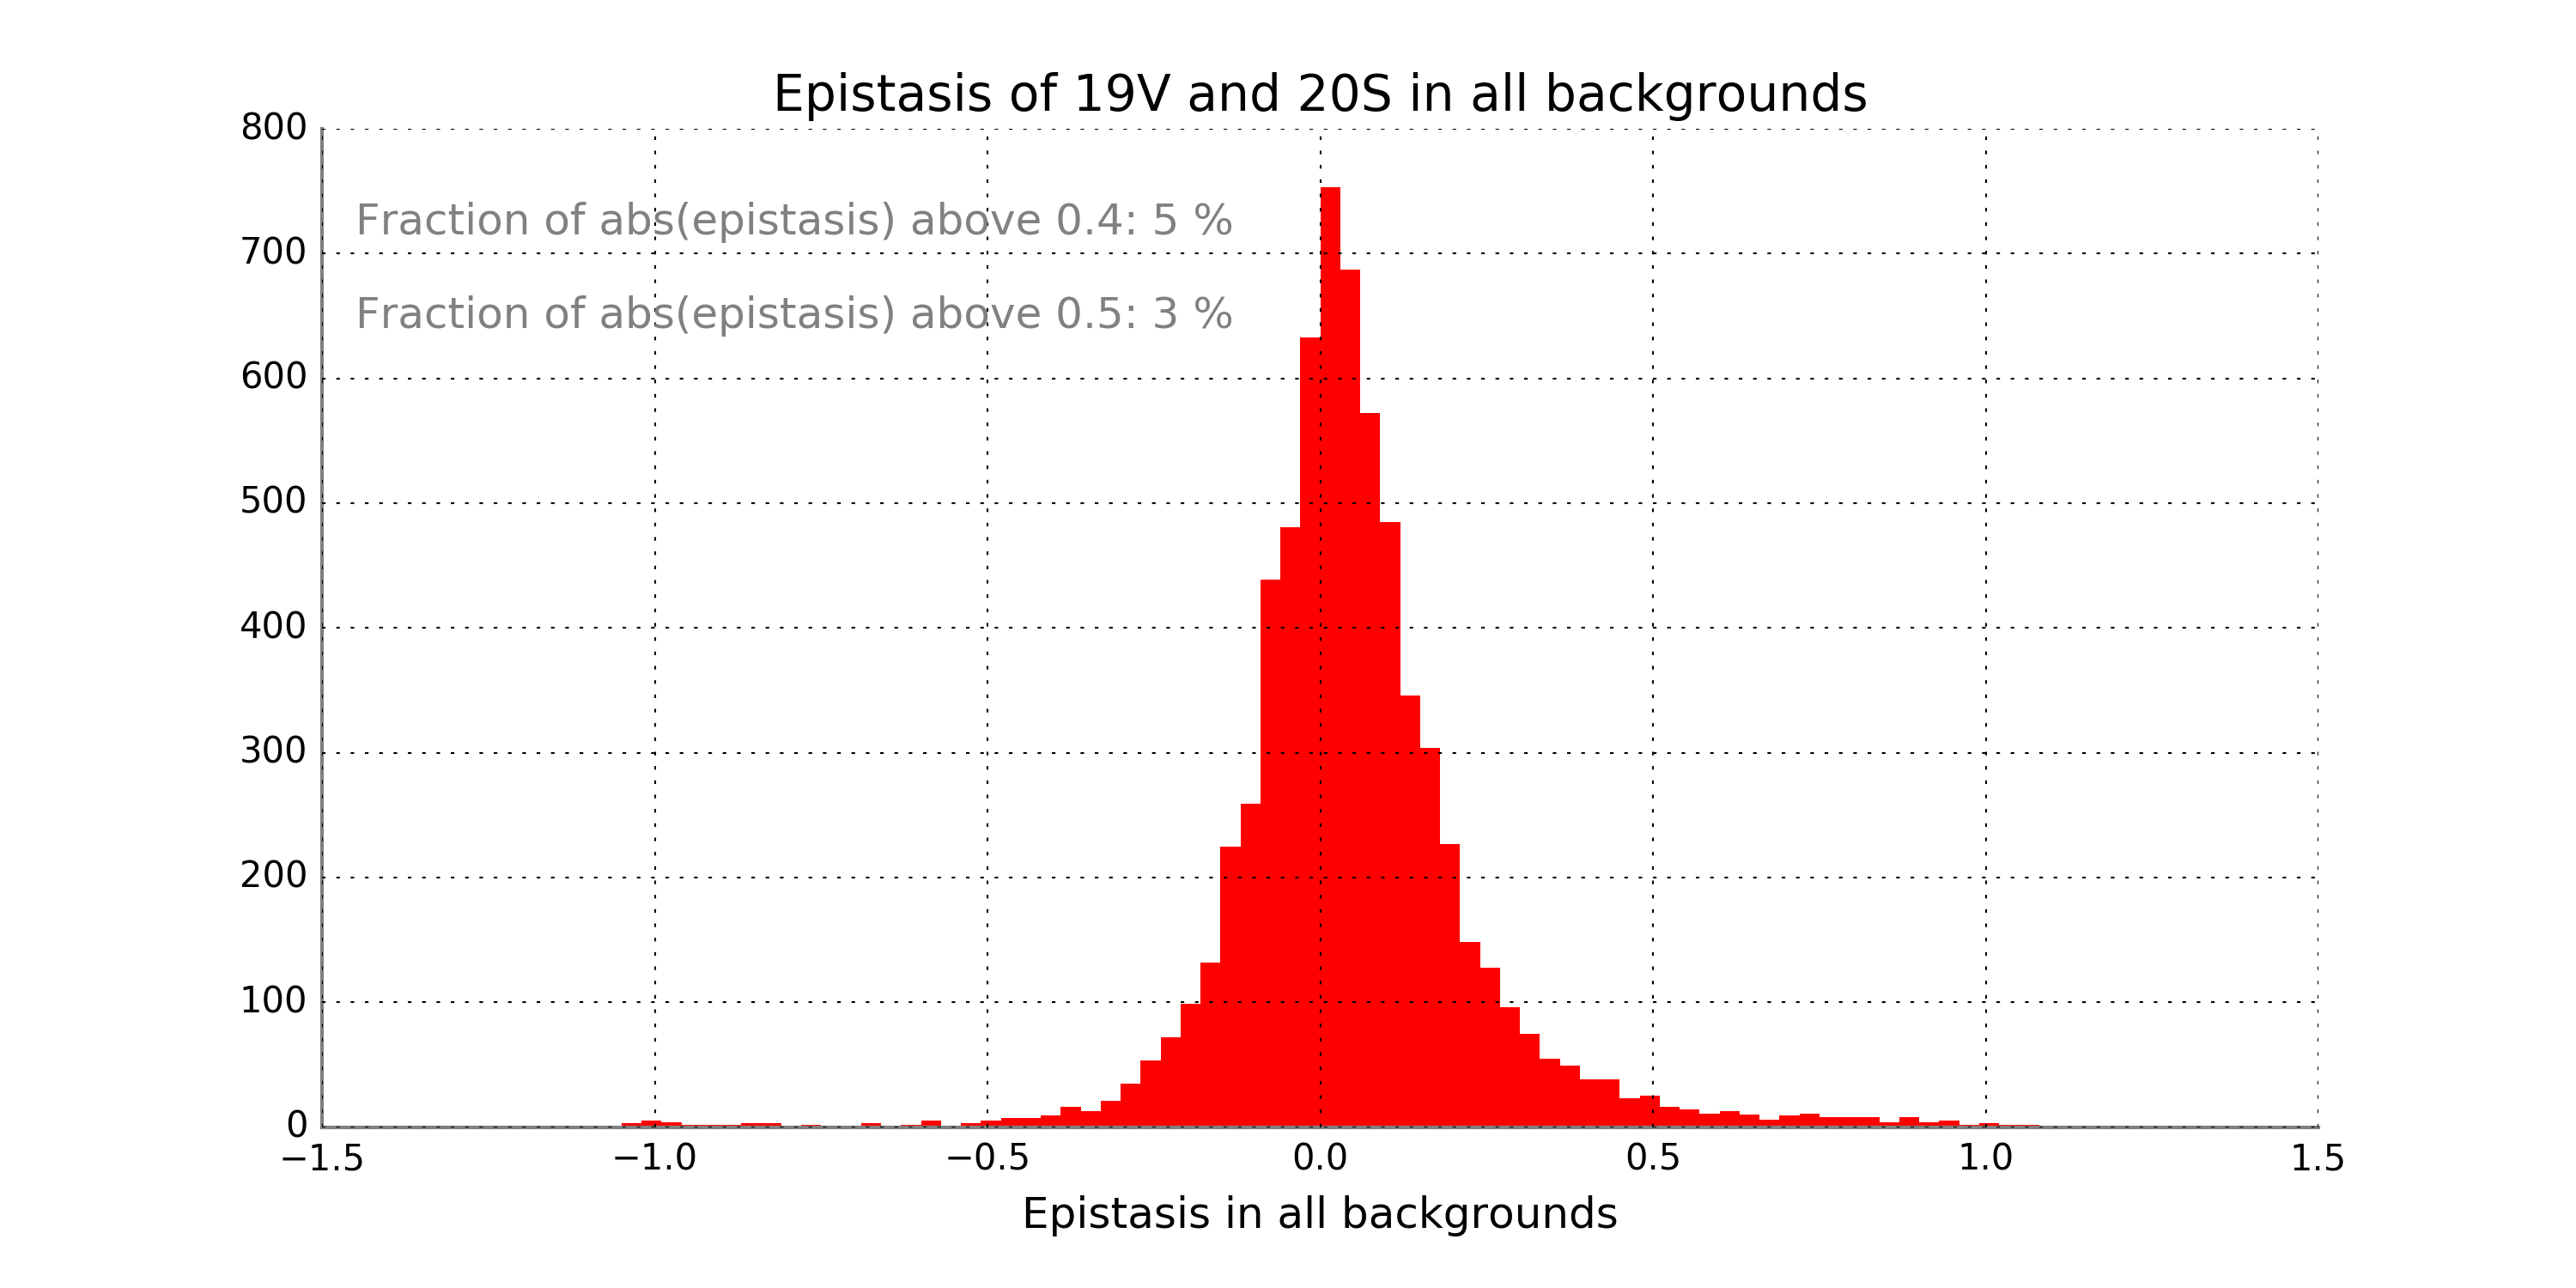 Epistasis of 19V and 20S in all backgrounds
800
Fraction of abs(epistasis) above 0.4: 5 %
700
Fraction of abs(epistasis) above 0.5: 3 %
600
500
400
300
200
100
0
−1.5 −1.0 −0.5 0.0 0.5 1.0 1.5
Epistasis in all backgrounds